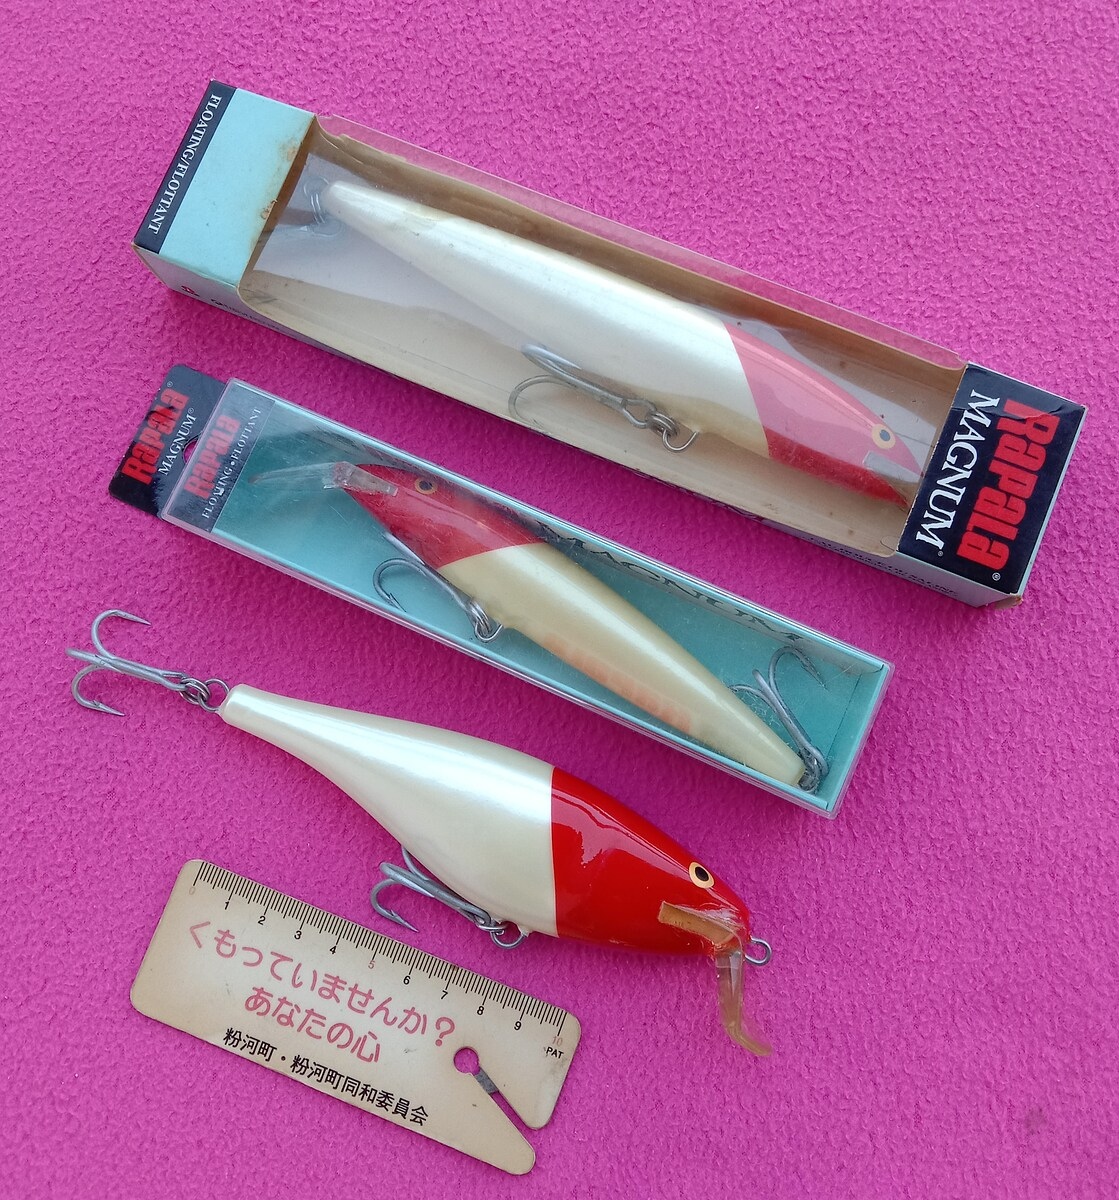 FLOATING/FLOTTANT
Rapala®
MAGNUM®
Rapala®
MAGNUM®
Rapala
FLOATING•FLOTTANT
MAGNUM
0 1 2 3 4 5 6 7 8 9 10
PAT
くもっていませんか?
あなたの心
粉河町・粉河町同和委員会